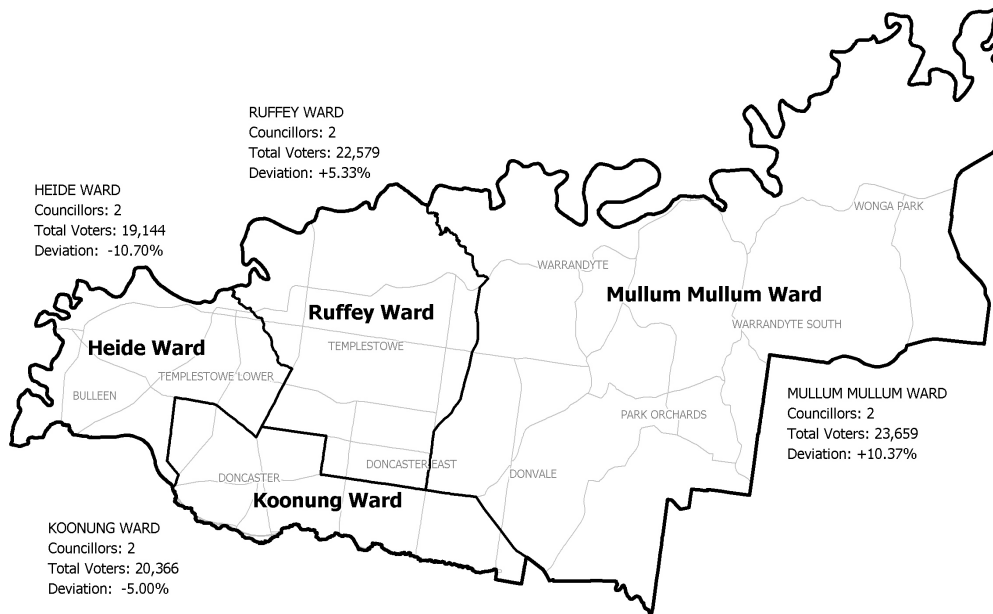 RUFFEY WARD
Councillors: 2
Total Voters: 22,579
Deviation: +5.33%
HEIDE WARD
Councillors: 2
Total Voters: 19,144
Deviation: -10.70%
WONGA PARK
WARRANDYTE
Mullum Mullum Ward
Ruffey Ward
WARRANDYTE SOUTH
Heide Ward
TEMPLESTOWE
TEMPLESTOWE LOWER
BULLEEN
MULLUM MULLUM WARD
Councillors: 2
Total Voters: 23,659
Deviation: +10.37%
PARK ORCHARDS
DONCASTER EAST
DONVALE
DONCASTER
Koonung Ward
KOONUNG WARD
Councillors: 2
Total Voters: 20,366
Deviation: -5.00%